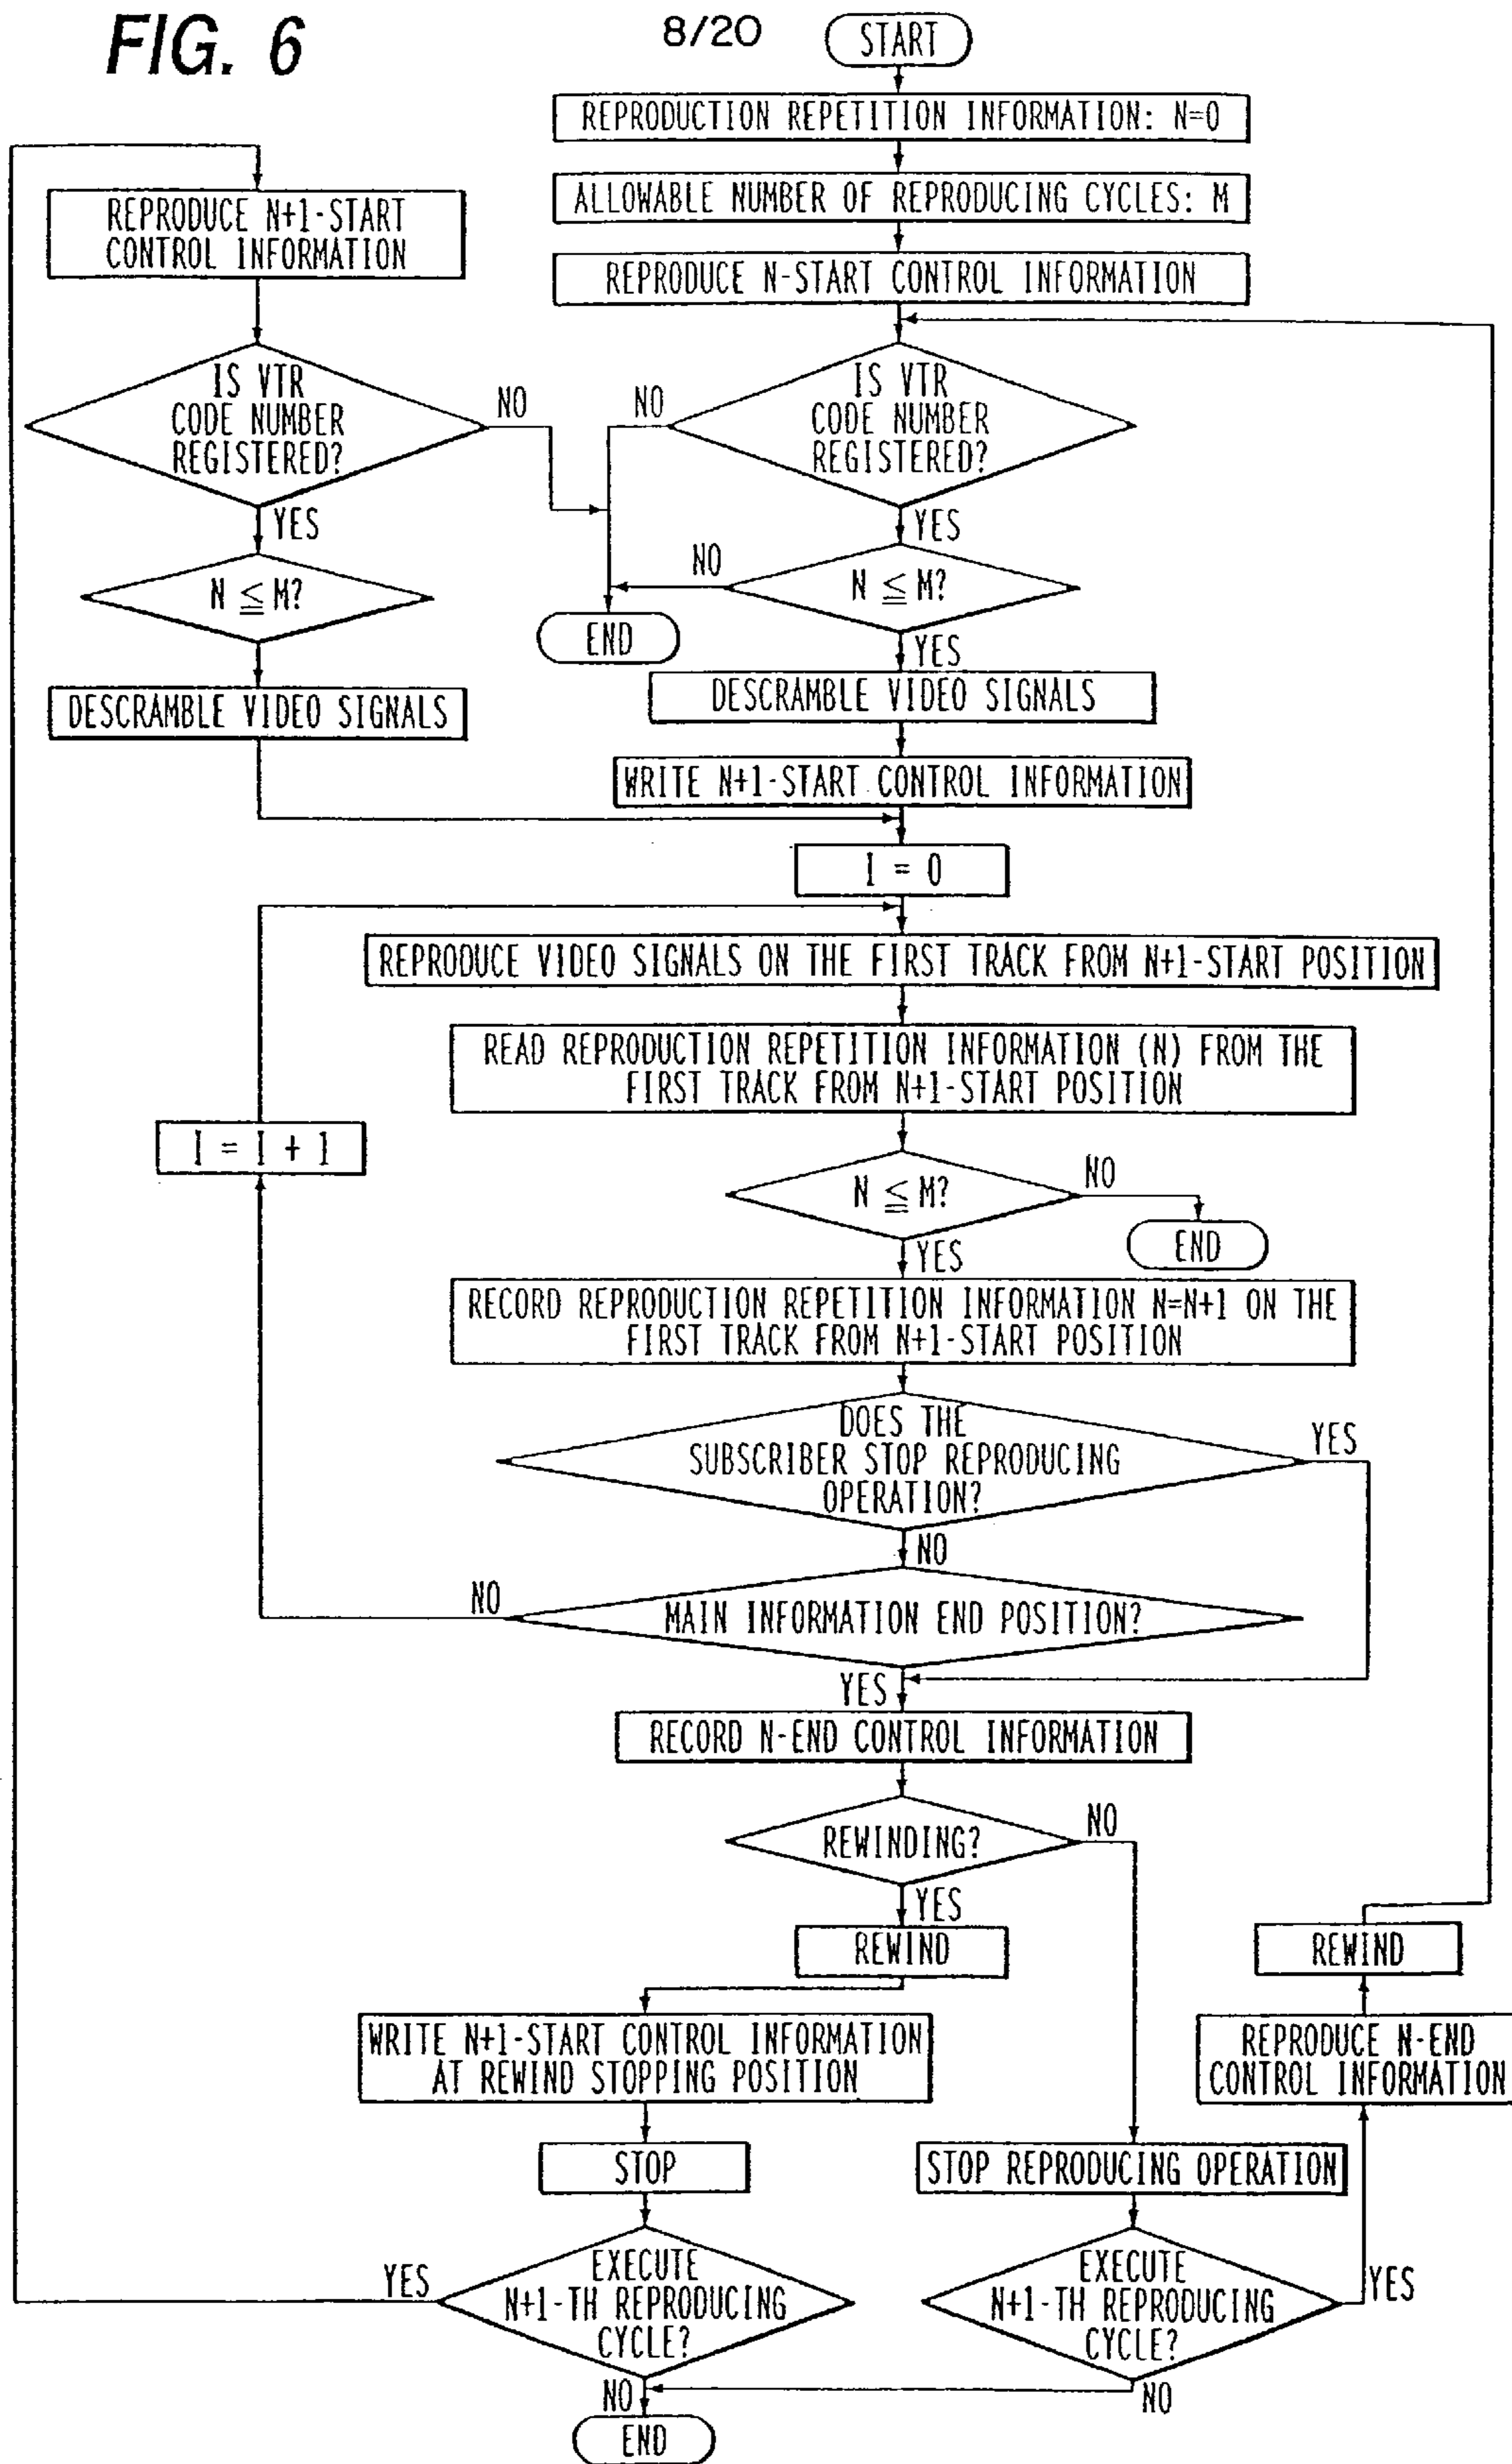 FIG. 6
8/20
START
REPRODUCTION REPETITION INFORMATION: N=0
ALLOWABLE NUMBER OF REPRODUCING CYCLES: M
REPRODUCE N-START CONTROL INFORMATION
REPRODUCE N+1-START
CONTROL INFORMATION
IS VTR
CODE NUMBER
REGISTERED?
NO
YES
N ≦ M?
DESCRAMBLE VIDEO SIGNALS
NO
IS VTR
CODE NUMBER
REGISTERED?
YES
NO
N ≦ M?
END
YES
DESCRAMBLE VIDEO SIGNALS
WRITE N+1-START CONTROL INFORMATION
I = 0
REPRODUCE VIDEO SIGNALS ON THE FIRST TRACK FROM N+1-START POSITION
READ REPRODUCTION REPETITION INFORMATION (N) FROM THE
FIRST TRACK FROM N+1-START POSITION
I = I + 1
N ≦ M?
NO
END
YES
RECORD REPRODUCTION REPETITION INFORMATION N=N+1 ON THE
FIRST TRACK FROM N+1-START POSITION
DOES THE
SUBSCRIBER STOP REPRODUCING
OPERATION?
YES
NO
NO
MAIN INFORMATION END POSITION?
YES
RECORD N-END CONTROL INFORMATION
REWINDING?
NO
YES
REWIND
REWIND
WRITE N+1-START CONTROL INFORMATION
AT REWIND STOPPING POSITION
REPRODUCE N-END
CONTROL INFORMATION
STOP
STOP REPRODUCING OPERATION
YES
EXECUTE
N+1-TH REPRODUCING
CYCLE?
EXECUTE
N+1-TH REPRODUCING
CYCLE?
YES
NO
NO
END